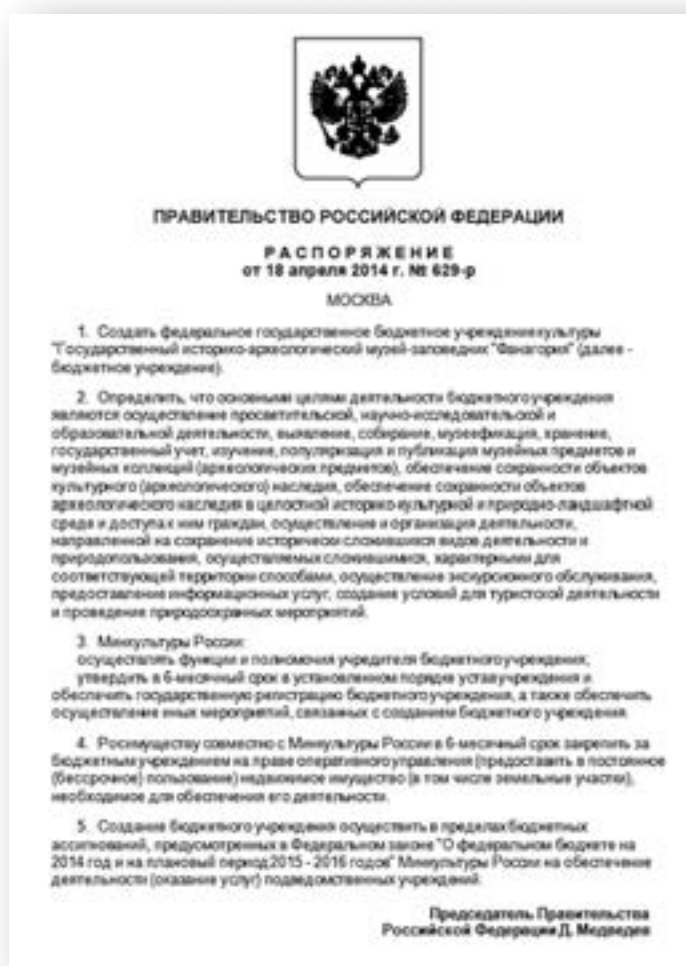 ПРАВИТЕЛЬСТВО РОССИЙСКОЙ ФЕДЕРАЦИИ
РАСПОРЯЖЕНИЕ
от 18 апреля 2014 г. № 629-р
МОСКВА
1. Создать федеральное государственное бюджетное учреждение культуры
"Государственный историко-археологический музей-заповедник "Фанагория" (далее -
бюджетное учреждение).
2. Определить, что основными целями деятельности бюджетного учреждения
являются осуществление просветительской, научно-исследовательской и
образовательной деятельности, выявление, собирание, музеефикация, хранение,
государственный учет, изучение, популяризация и публикация музейных предметов и
музейных коллекций (археологических предметов), обеспечение сохранности объектов
культурного (археологического) наследия, обеспечение сохранности объектов
археологического наследия в целостной историко-культурной и природно-ландшафтной
среде и доступа к ним граждан, осуществление и организация деятельности,
направленной на сохранение исторически сложившихся видов деятельности и
природопользования, осуществляемых сложившимися, характерными для
соответствующей территории способами, осуществление экскурсионного обслуживания,
предоставление информационных услуг, создание условий для туристской деятельности
и проведение природоохранных мероприятий.
3. Минкультуры России:
осуществлять функции и полномочия учредителя бюджетного учреждения;
утвердить в 6-месячный срок в установленном порядке устав учреждения и
обеспечить государственную регистрацию бюджетного учреждения, а также обеспечить
осуществление иных мероприятий, связанных с созданием бюджетного учреждения.
4. Росимуществу совместно с Минкультуры России в 6-месячный срок закрепить за
бюджетным учреждением на праве оперативного управления (предоставить в постоянное
(бессрочное) пользование) недвижимое имущество (в том числе земельные участки),
необходимое для обеспечения его деятельности.
5. Создание бюджетного учреждения осуществить в пределах бюджетных
ассигнований, предусмотренных в Федеральном законе "О федеральном бюджете на
2014 год и на плановый период 2015 - 2016 годов" Минкультуры России на обеспечение
деятельности (оказание услуг) подведомственных учреждений.
Председатель Правительства
Российской Федерации Д. Медведев